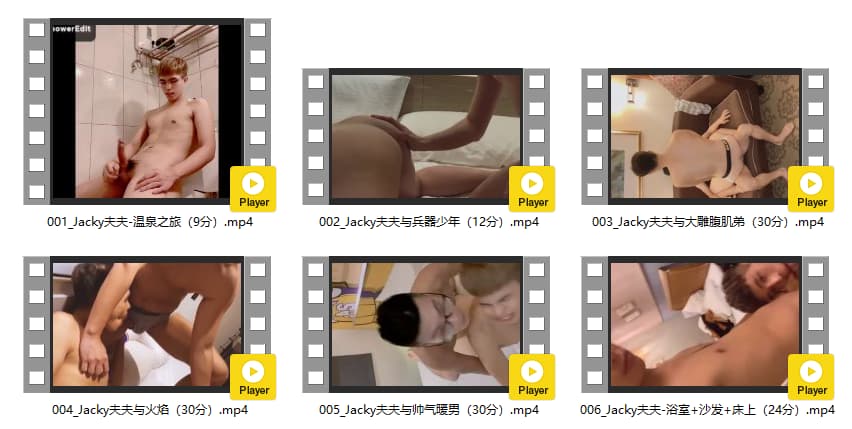 owerEdit
Player
Player
Player
001_Jacky夫夫-温泉之旅（9分）.mp4
002_Jacky夫夫与兵器少年（12分）.mp4
003_Jacky夫夫与大雕腹肌弟（30分）.mp4
Player
Player
Player
004_Jacky夫夫与火焰（30分）.mp4
005_Jacky夫夫与帅气暖男（30分）.mp4
006_Jacky夫夫-浴室+沙发+床上（24分）.mp4